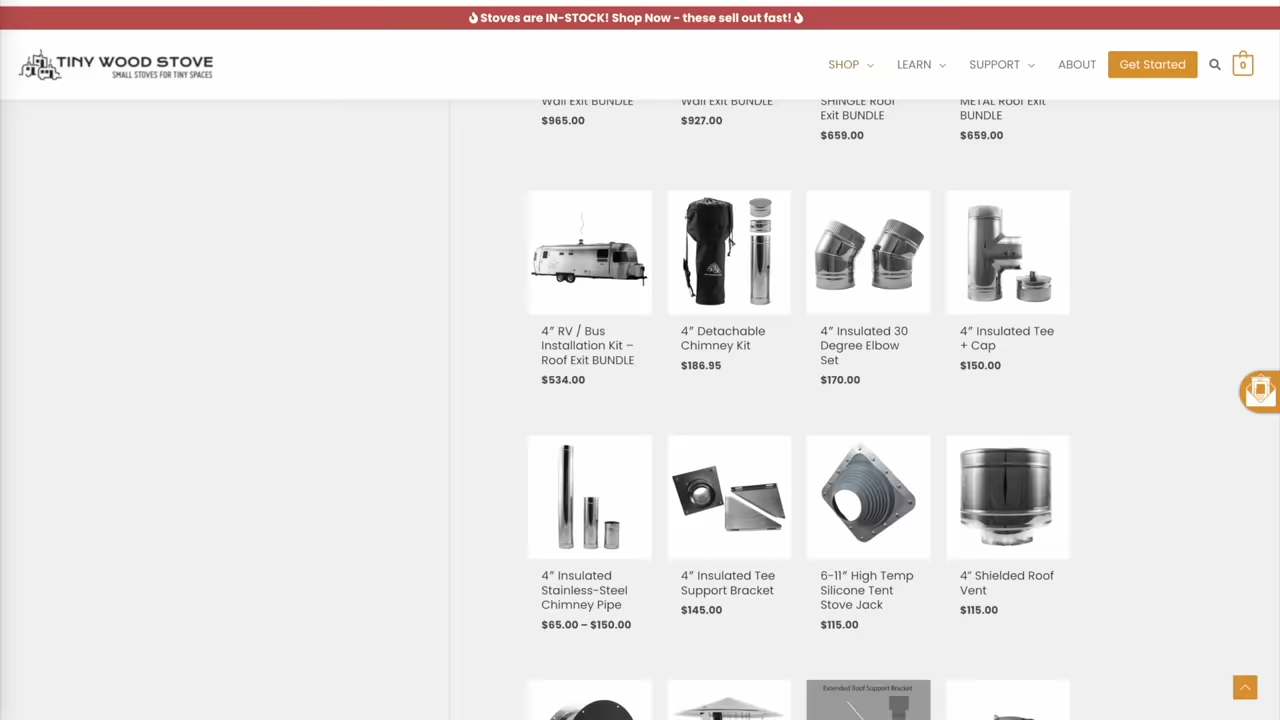 Stoves are IN-STOCK! Shop Now - these sell out fast!
TINY WOOD STOVE
SMALL STOVES FOR TINY SPACES
SHOP
LEARN
SUPPORT
ABOUT
Get Started
0
Wall Exit BUNDLE
$965.00
Wall Exit BUNDLE
$927.00
SHINGLE Roof
Exit BUNDLE
$659.00
METAL Roof Exit
BUNDLE
$659.00
4″ RV / Bus
Installation Kit –
Roof Exit BUNDLE
$534.00
4″ Detachable
Chimney Kit
$186.95
4″ Insulated 30
Degree Elbow
Set
$170.00
4″ Insulated Tee
+ Cap
$150.00
4″ Insulated
Stainless-Steel
Chimney Pipe
$65.00 – $150.00
4″ Insulated Tee
Support Bracket
$145.00
6-11″ High Temp
Silicone Tent
Stove Jack
$115.00
4″ Shielded Roof
Vent
$115.00
Extended Roof Support Bracket